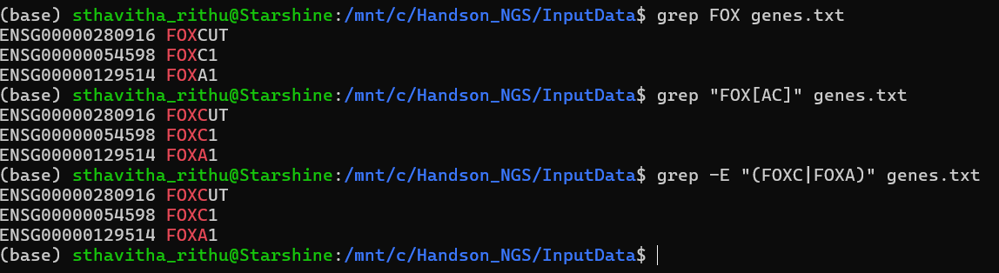 (base) sthavitha_rithu@Starshine:/mnt/c/Handson_NGS/InputData$ grep FOX genes.txt
ENSG00000280916 FOXCUT
ENSG00000054598 FOXC1
ENSG00000129514 FOXA1
(base) sthavitha_rithu@Starshine:/mnt/c/Handson_NGS/InputData$ grep "FOX[AC]" genes.txt
ENSG00000280916 FOXCUT
ENSG00000054598 FOXC1
ENSG00000129514 FOXA1
(base) sthavitha_rithu@Starshine:/mnt/c/Handson_NGS/InputData$ grep -E "(FOXC|FOXA)" genes.txt
ENSG00000280916 FOXCUT
ENSG00000054598 FOXC1
ENSG00000129514 FOXA1
(base) sthavitha_rithu@Starshine:/mnt/c/Handson_NGS/InputData$